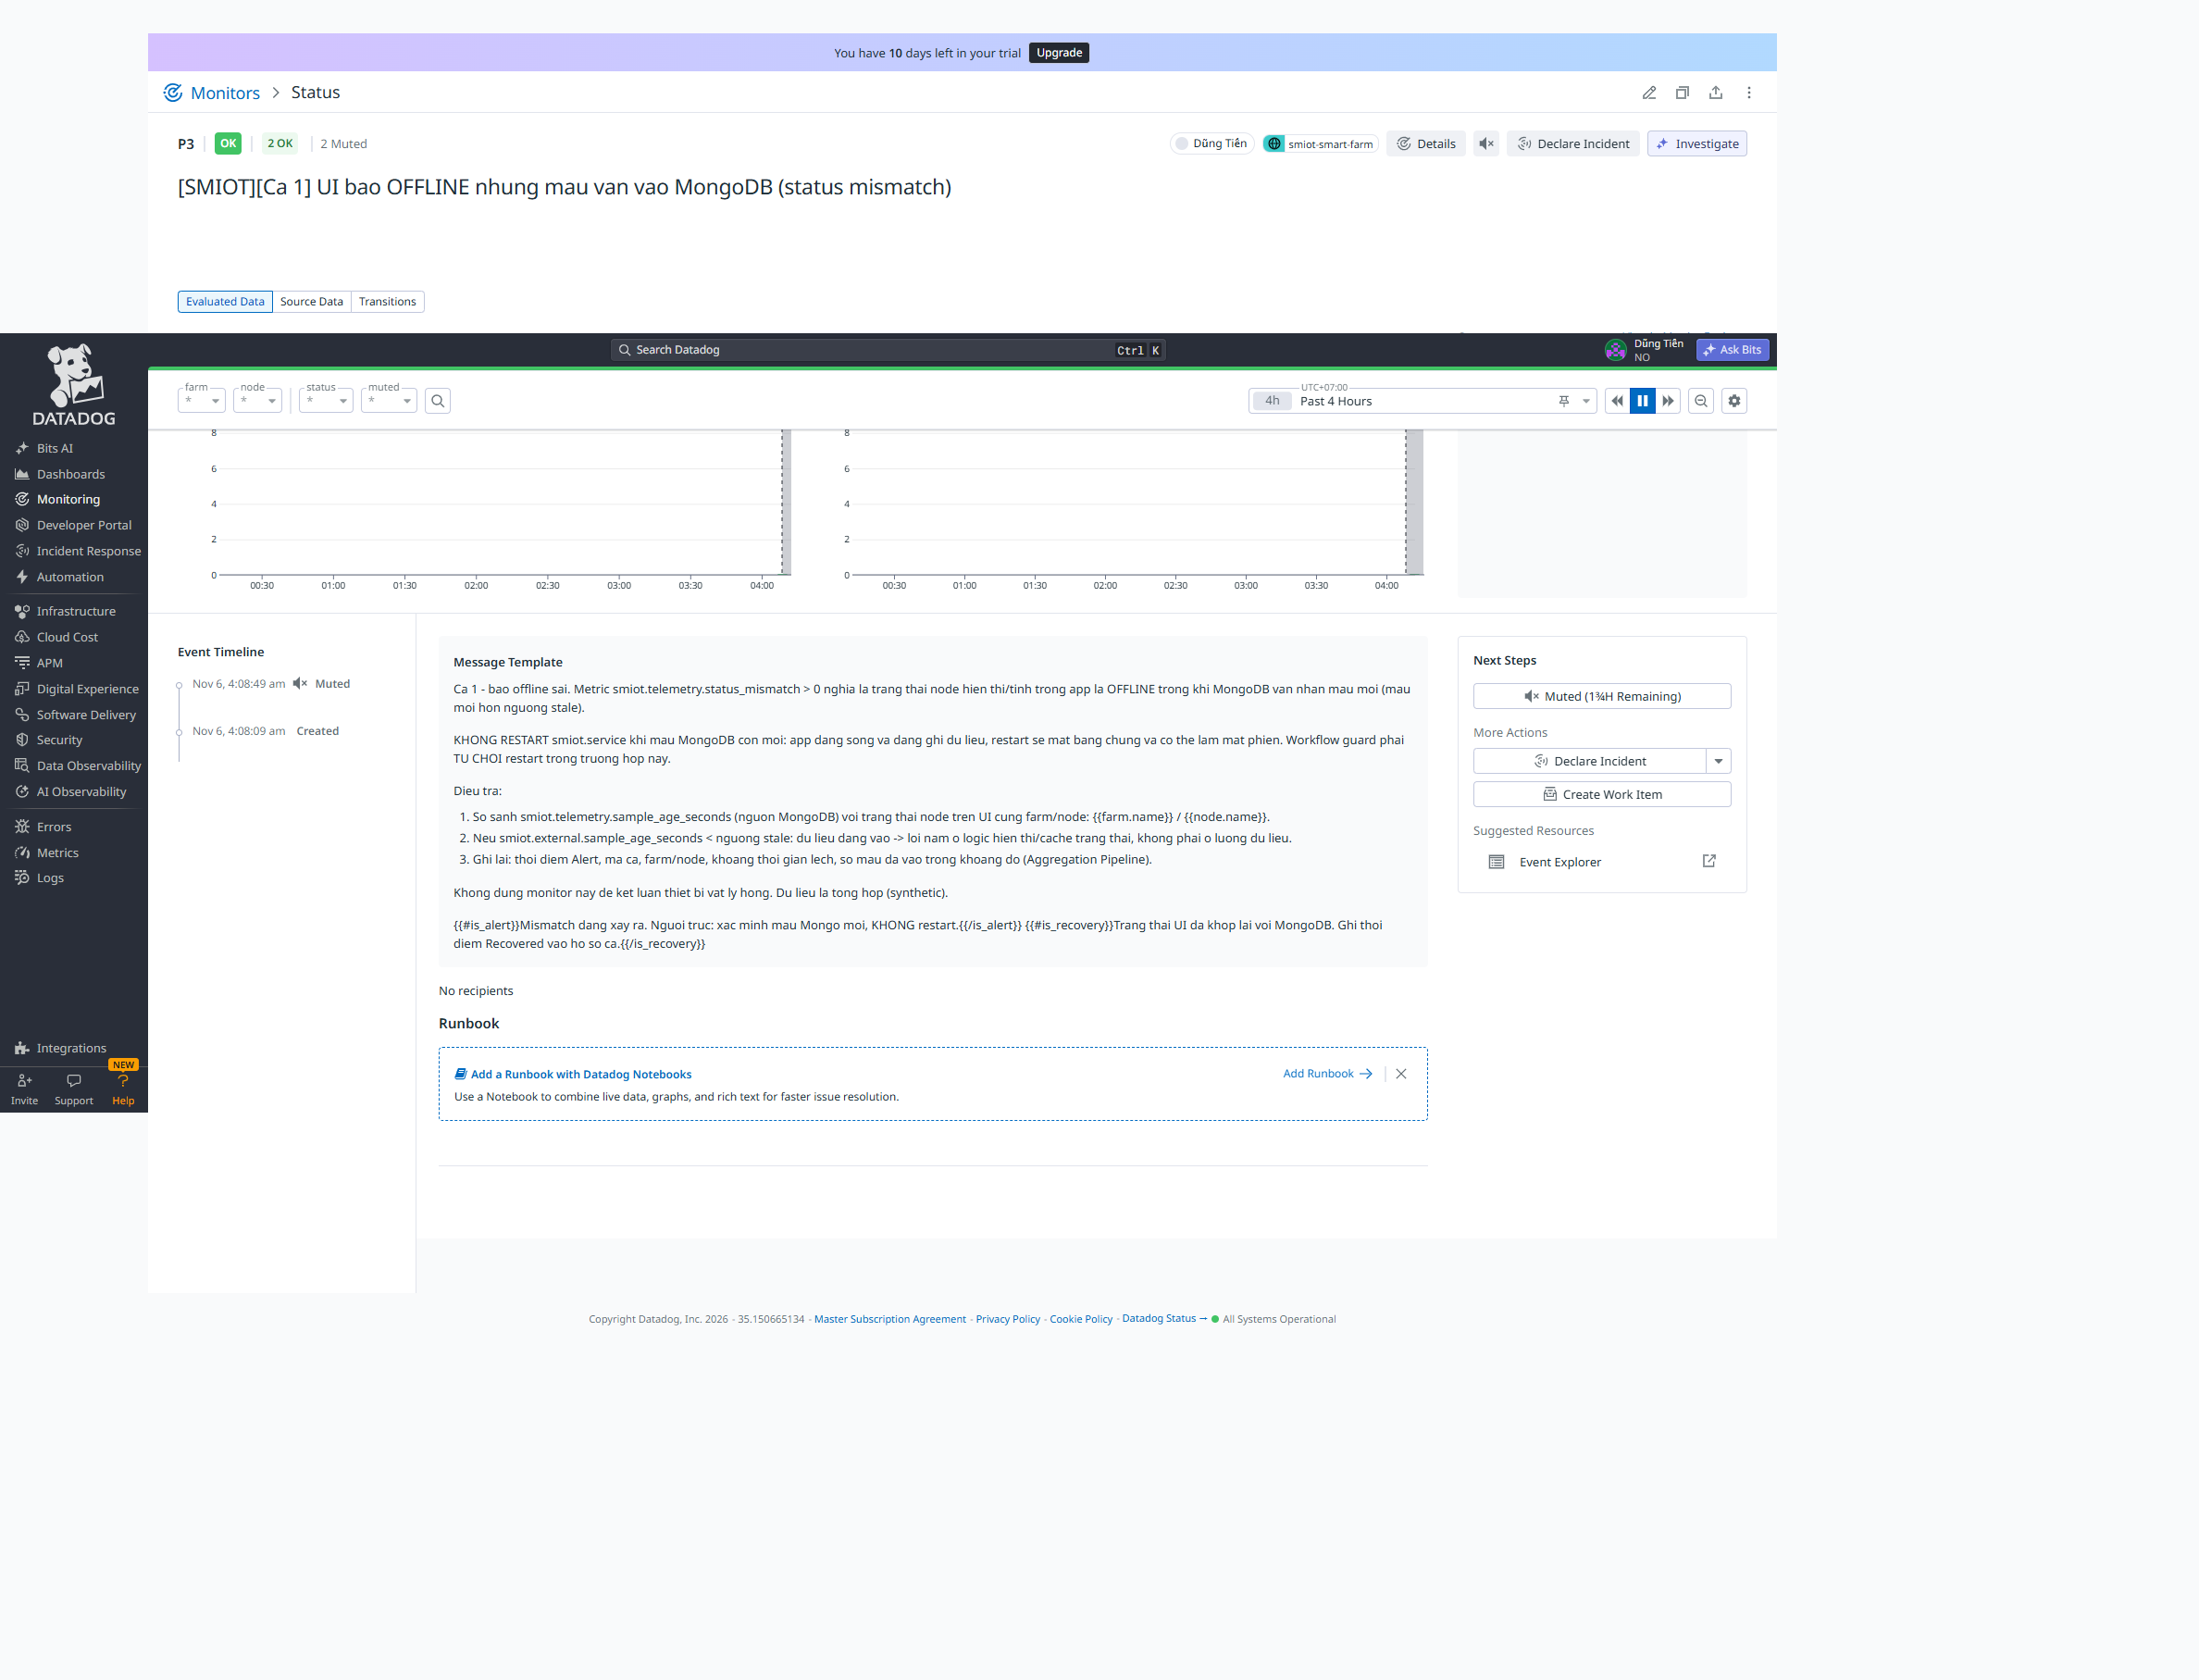 You have 10 days left in your trial Upgrade
Monitors > Status
P3 OK 2 OK 2 Muted
Dũng Tiến smiot-smart-farm Details Declare Incident Investigate
[SMIOT][Ca 1] UI bao OFFLINE nhung mau van vao MongoDB (status mismatch)
Evaluated Data Source Data Transitions
DATADOG
Search Datadog Ctrl K
Dũng Tiến
NO
Ask Bits
farm node status muted
* * * *
UTC+07:00
4h Past 4 Hours
Bits AI
Dashboards
Monitoring
Developer Portal
Incident Response
Automation
Infrastructure
Cloud Cost
APM
Digital Experience
Software Delivery
Security
Data Observability
AI Observability
Errors
Metrics
Logs
Integrations
NEW
Invite Support Help
8
6
4
2
0
00:30 01:00 01:30 02:00 02:30 03:00 03:30 04:00
8
6
4
2
0
00:30 01:00 01:30 02:00 02:30 03:00 03:30 04:00
Event Timeline
Nov 6, 4:08:49 am Muted
Nov 6, 4:08:09 am Created
Message Template
Ca 1 - bao offline sai. Metric smiot.telemetry.status_mismatch > 0 nghia la trang thai node hien thi/tinh trong app la OFFLINE trong khi MongoDB van nhan mau moi (mau
moi hon nguong stale).
KHONG RESTART smiot.service khi mau MongoDB con moi: app dang song va dang ghi du lieu, restart se mat bang chung va co the lam mat phien. Workflow guard phai
TU CHOI restart trong truong hop nay.
Dieu tra:
1. So sanh smiot.telemetry.sample_age_seconds (nguon MongoDB) voi trang thai node tren UI cung farm/node: {{farm.name}} / {{node.name}}.
2. Neu smiot.external.sample_age_seconds < nguong stale: du lieu dang vao -> loi nam o logic hien thi/cache trang thai, khong phai o luong du lieu.
3. Ghi lai: thoi diem Alert, ma ca, farm/node, khoang thoi gian lech, so mau da vao trong khoang do (Aggregation Pipeline).
Khong dung monitor nay de ket luan thiet bi vat ly hong. Du lieu la tong hop (synthetic).
{{#is_alert}}Mismatch dang xay ra. Nguoi truc: xac minh mau Mongo moi, KHONG restart.{{/is_alert}} {{#is_recovery}}Trang thai UI da khop lai voi MongoDB. Ghi thoi
diem Recovered vao ho so ca.{{/is_recovery}}
No recipients
Runbook
Add a Runbook with Datadog Notebooks
Add Runbook →
Use a Notebook to combine live data, graphs, and rich text for faster issue resolution.
Next Steps
Muted (1¾H Remaining)
More Actions
Declare Incident
Create Work Item
Suggested Resources
Event Explorer
Copyright Datadog, Inc. 2026 - 35.150665134 - Master Subscription Agreement - Privacy Policy - Cookie Policy - Datadog Status → All Systems Operational